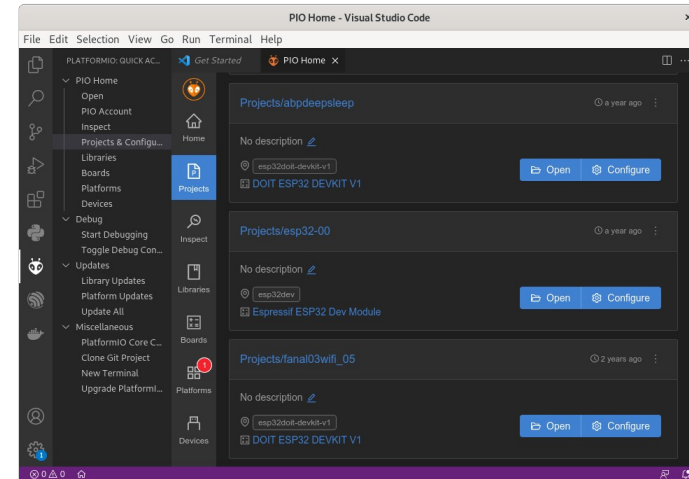 PIO Home - Visual Studio Code
File Edit Selection View Go Run Terminal Help
PLATFORMIO: QUICK AC...
PIO Home
Open
PIO Account
Inspect
Projects & Configu...
Libraries
Boards
Platforms
Devices
Debug
Start Debugging
Toggle Debug Con...
Updates
Library Updates
Platform Updates
Update All
Miscellaneous
PlatformIO Core C...
Clone Git Project
New Terminal
Upgrade PlatformI...
Get Started
PIO Home
Home
Projects
Inspect
Libraries
Boards
1
Platforms
Devices
Projects/abpdeepsleep
a year ago
No description
esp32doit-devkit-v1
DOIT ESP32 DEVKIT V1
Open
Configure
Projects/esp32-00
a year ago
No description
esp32dev
Espressif ESP32 Dev Module
Open
Configure
Projects/fanal03wifi_05
2 years ago
No description
esp32doit-devkit-v1
DOIT ESP32 DEVKIT V1
Open
Configure
1
0 0